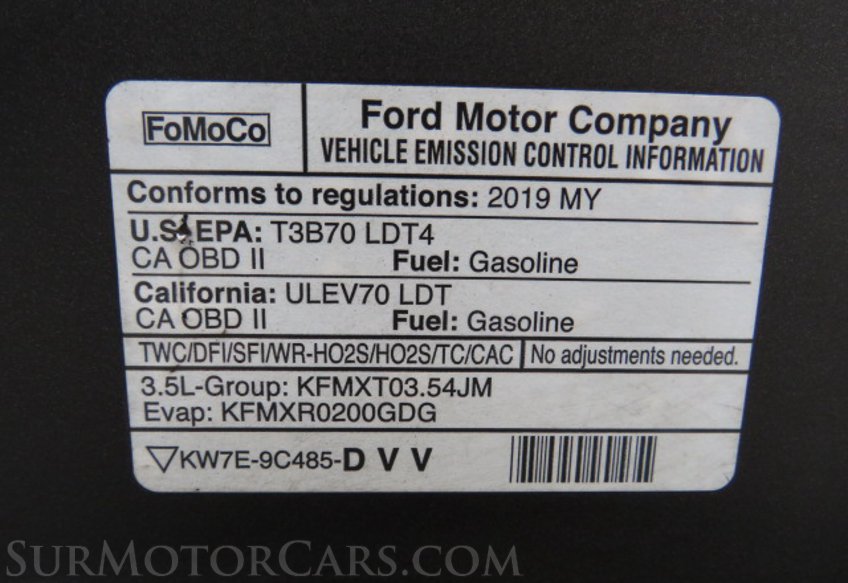 FoMoCo
Ford Motor Company
VEHICLE EMISSION CONTROL INFORMATION
Conforms to regulations: 2019 MY
U.S. EPA: T3B70 LDT4
CA OBD II Fuel: Gasoline
California: ULEV70 LDT
CA OBD II Fuel: Gasoline
TWC/DFI/SFI/WR-HO2S/HO2S/TC/CAC No adjustments needed.
3.5L-Group: KFMXT03.54JM
Evap: KFMXR0200GDG
KW7E-9C485-D V V
SurMotorCars.com